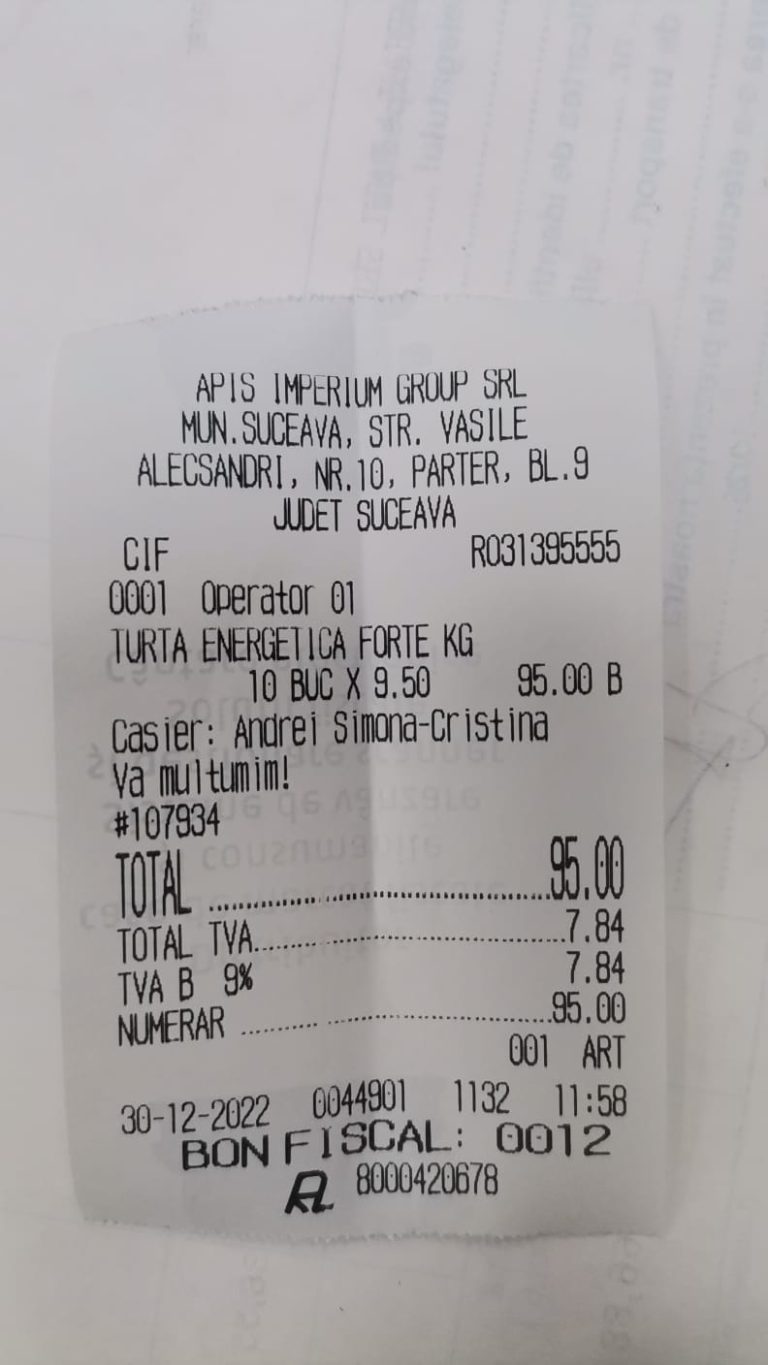 APIS IMPERIUM GROUP SRL
MUN.SUCEAVA, STR. VASILE
ALECSANDRI, NR.10, PARTER, BL.9
JUDET SUCEAVA
CIF RO31395555
0001 Operator 01
TURTA ENERGETICA FORTE KG
10 BUC X 9.50 95.00 B
Casier: Andrei Simona-Cristina
Va multumim!
#107934
TOTAL ........................95.00
TOTAL TVA........................7.84
TVA B 9% 7.84
NUMERAR ........................95.00
001 ART
30-12-2022 0044901 1132 11:58
BON FISCAL: 0012
8000420678